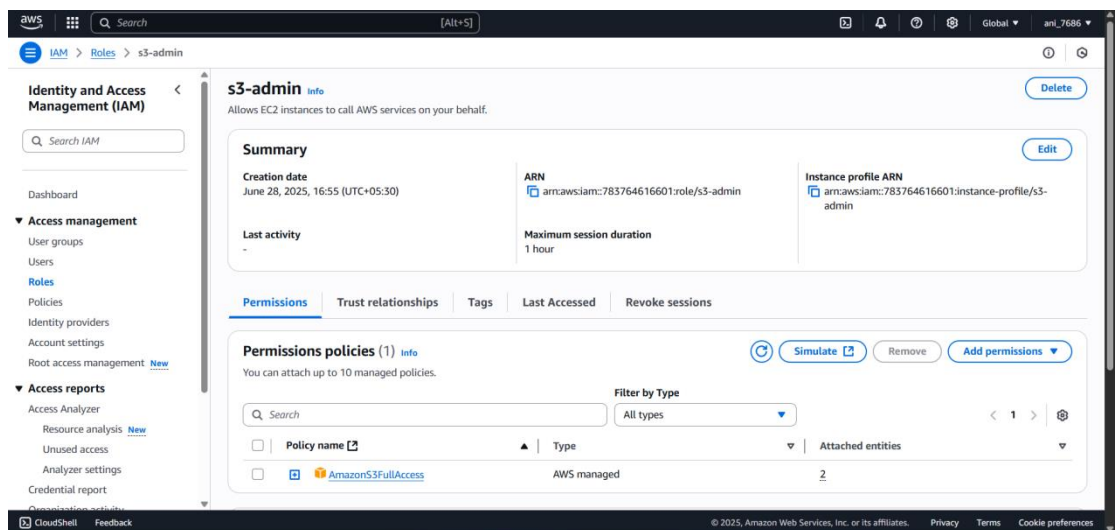 aws
Search
[Alt+S]
Global
ani_7686
IAM > Roles > s3-admin
Identity and Access Management (IAM)
Search IAM
Dashboard
Access management
User groups
Users
Roles
Policies
Identity providers
Account settings
Root access management New
Access reports
Access Analyzer
Resource analysis New
Unused access
Analyzer settings
Credential report
Organization activity
s3-admin Info
Delete
Allows EC2 instances to call AWS services on your behalf.
Summary
Edit
Creation date
June 28, 2025, 16:55 (UTC+05:30)
ARN
arn:aws:iam::783764616601:role/s3-admin
Instance profile ARN
arn:aws:iam::783764616601:instance-profile/s3-
admin
Last activity
-
Maximum session duration
1 hour
Permissions
Trust relationships
Tags
Last Accessed
Revoke sessions
Permissions policies (1) Info
Simulate
Remove
Add permissions
You can attach up to 10 managed policies.
Filter by Type
Search
All types
1
Policy name
Type
Attached entities
AmazonS3FullAccess
AWS managed
2
CloudShell
Feedback
© 2025, Amazon Web Services, Inc. or its affiliates.
Privacy
Terms
Cookie preferences